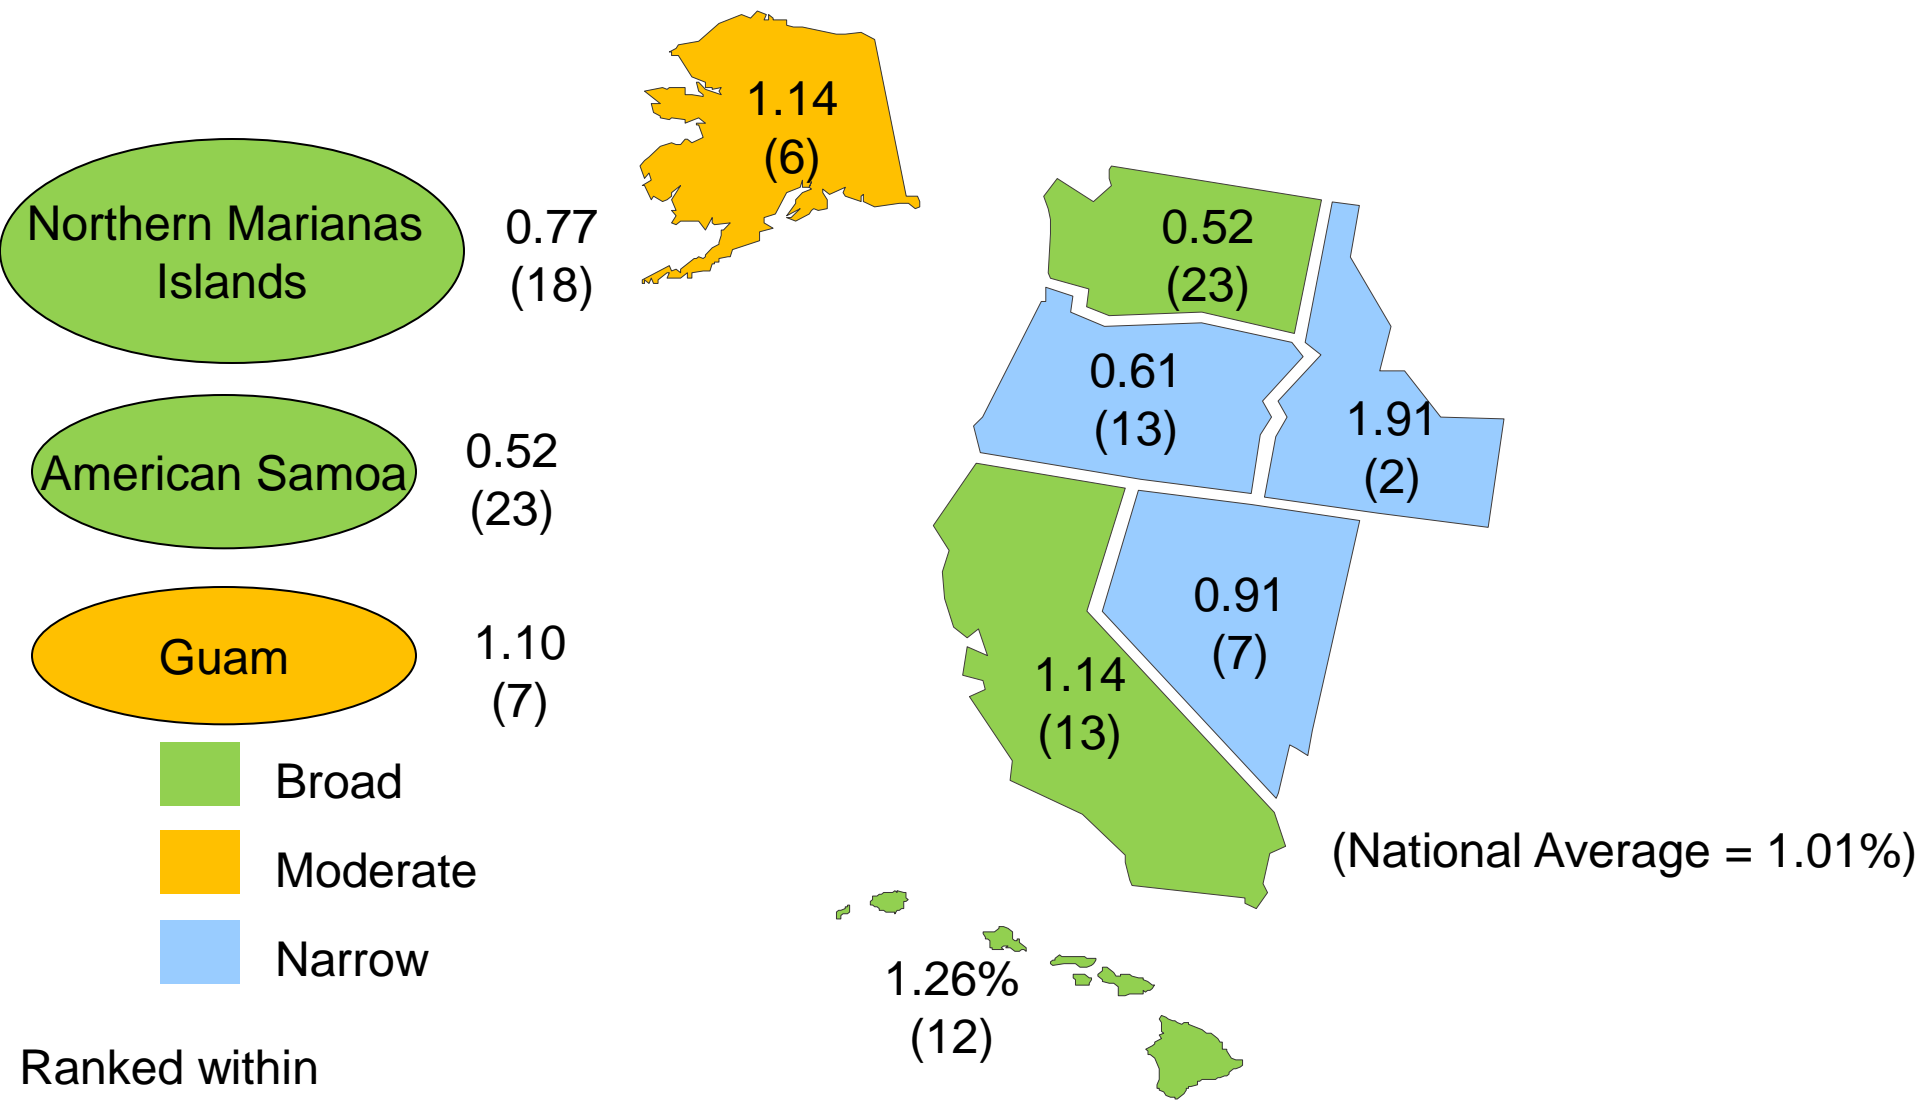 1.14
(6)
Northern Marianas
Islands
0.77
(18)
0.52
(23)
0.61
(13)
1.91
(2)
American Samoa
0.52
(23)
0.91
(7)
Guam
1.10
(7)
1.14
(13)
Broad
Moderate
Narrow
(National Average = 1.01%)
1.26%
(12)
Ranked within